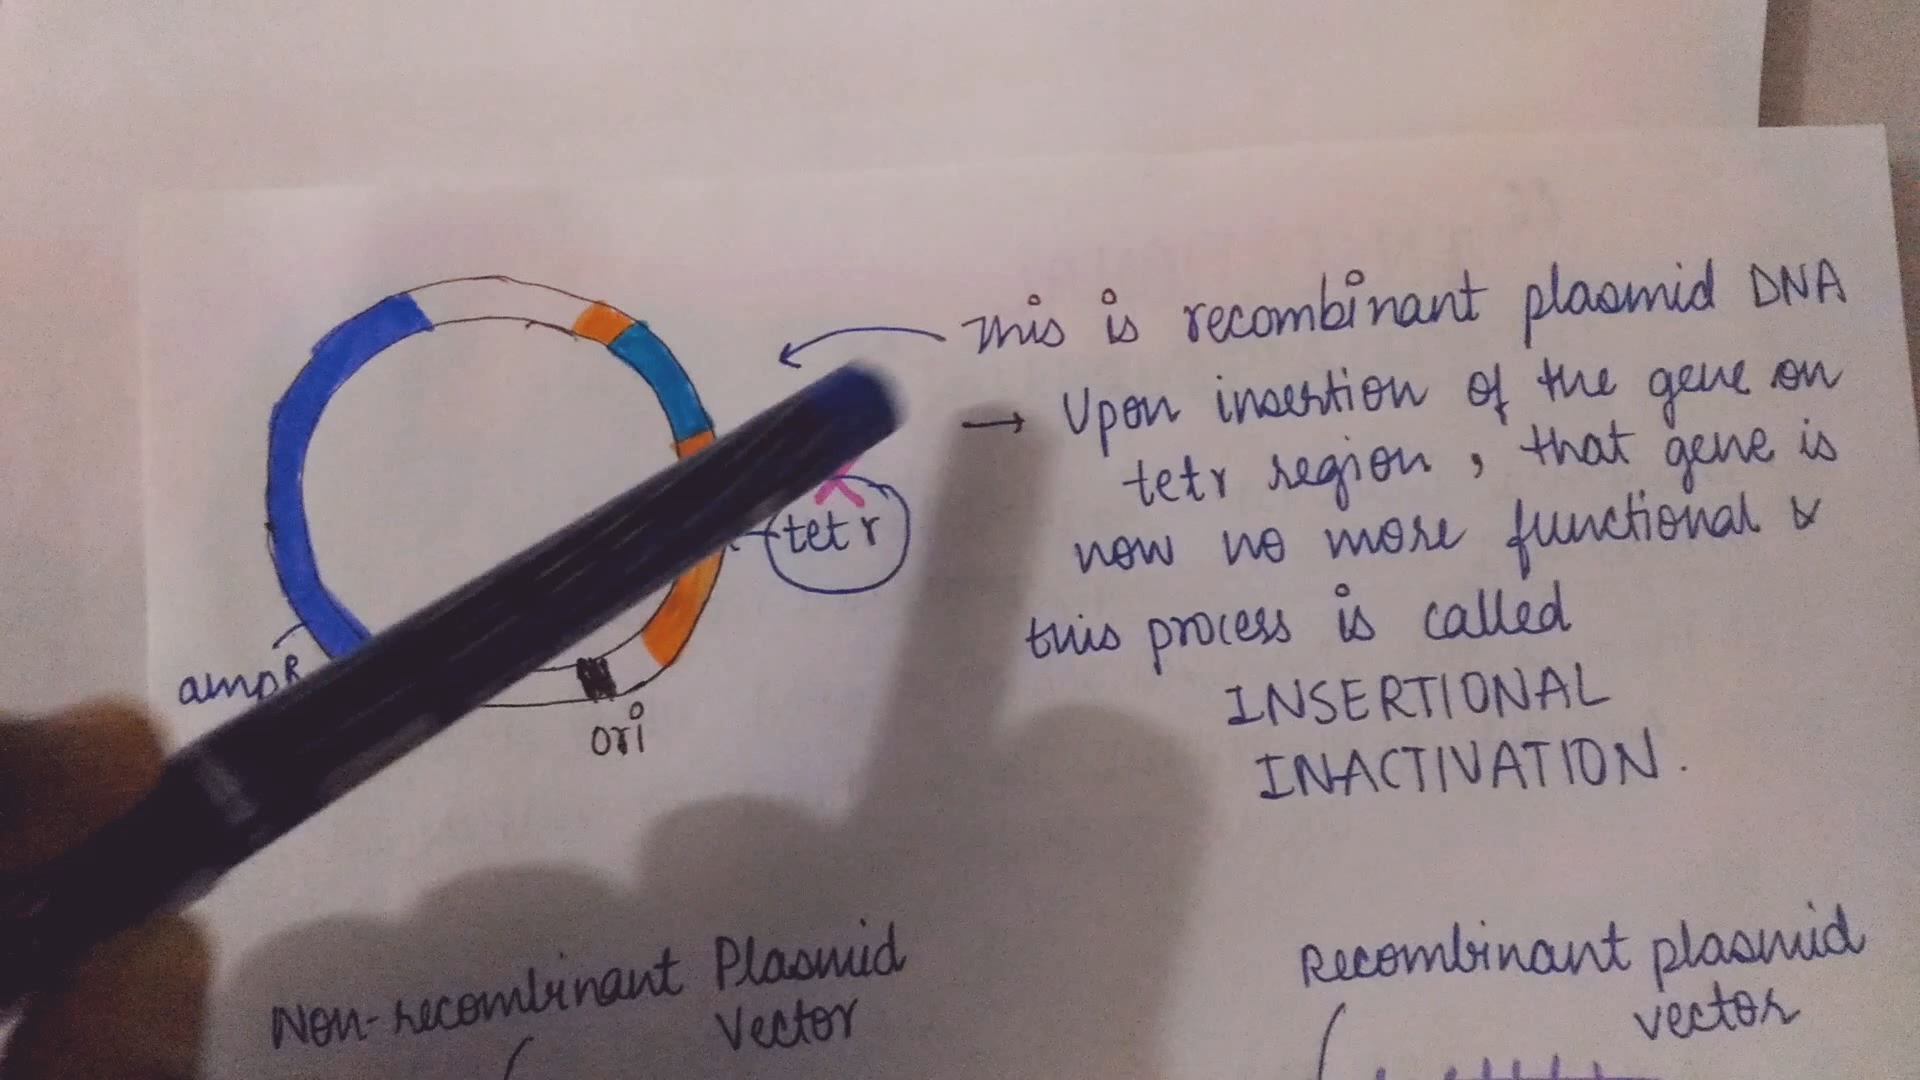 This is recombinant plasmid DNA
→ Upon insertion of the gene on
tetr region, that gene is
now no more functional &
this process is called
INSERTIONAL
INACTIVATION.
tet r
ampR
ori
Non-recombinant Plasmid
Vector
Recombinant plasmid
vector